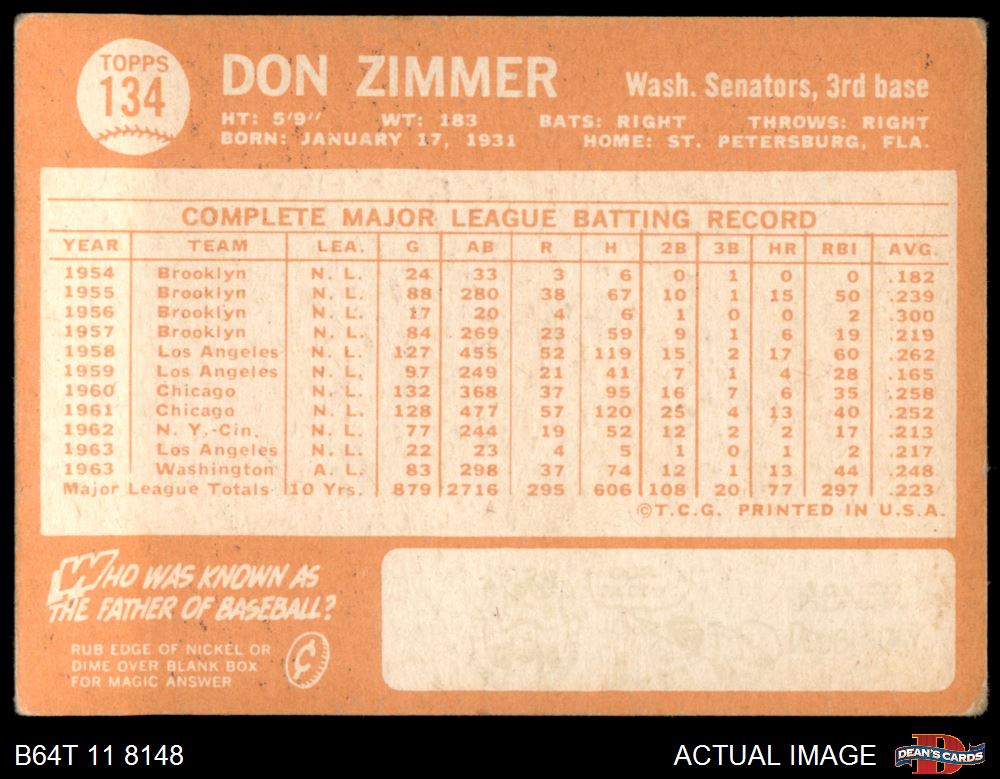 TOPPS
134
DON ZIMMER
Wash. Senators, 3rd base
HT: 5'9'' WT: 183 BATS: RIGHT THROWS: RIGHT
BORN: JANUARY 17, 1931 HOME: ST. PETERSBURG, FLA.
COMPLETE MAJOR LEAGUE BATTING RECORD
YEAR TEAM LEA. G AB R H 2B 3B HR RBI AVG.
1954 Brooklyn N. L. 24 33 3 6 0 1 0 0 .182
1955 Brooklyn N. L. 88 280 38 67 10 1 15 50 .239
1956 Brooklyn N. L. 17 20 4 6 1 0 0 2 .300
1957 Brooklyn N. L. 84 269 23 59 9 1 6 19 .219
1958 Los Angeles N. L. 127 455 52 119 15 2 17 60 .262
1959 Los Angeles N. L. 97 249 21 41 7 1 4 28 .165
1960 Chicago N. L. 132 368 37 95 16 7 6 35 .258
1961 Chicago N. L. 128 477 57 120 25 4 13 40 .252
1962 N. Y.-Cin. N. L. 77 244 19 52 12 2 2 17 .213
1963 Los Angeles N. L. 22 23 4 5 1 0 1 2 .217
1963 Washington A. L. 83 298 37 74 12 1 13 44 .248
Major League Totals 10 Yrs. 879 2716 295 606 108 20 77 297 .223
©T.C.G. PRINTED IN U.S.A.
WHO WAS KNOWN AS
THE FATHER OF BASEBALL?
RUB EDGE OF NICKEL OR
DIME OVER BLANK BOX
FOR MAGIC ANSWER
¢
B64T 11 8148
ACTUAL IMAGE
DEAN'S CARDS